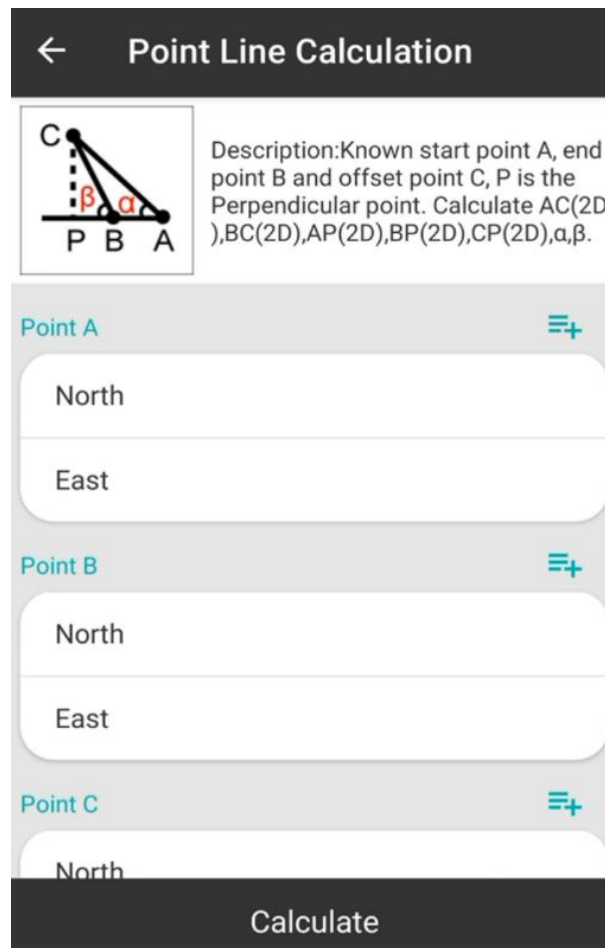 Point Line Calculation
C
β
α
P B A
Description:Known start point A, end
point B and offset point C, P is the
Perpendicular point. Calculate AC(2D
),BC(2D),AP(2D),BP(2D),CP(2D),α,β.
Point A
North
East
Point B
North
East
Point C
North
Calculate